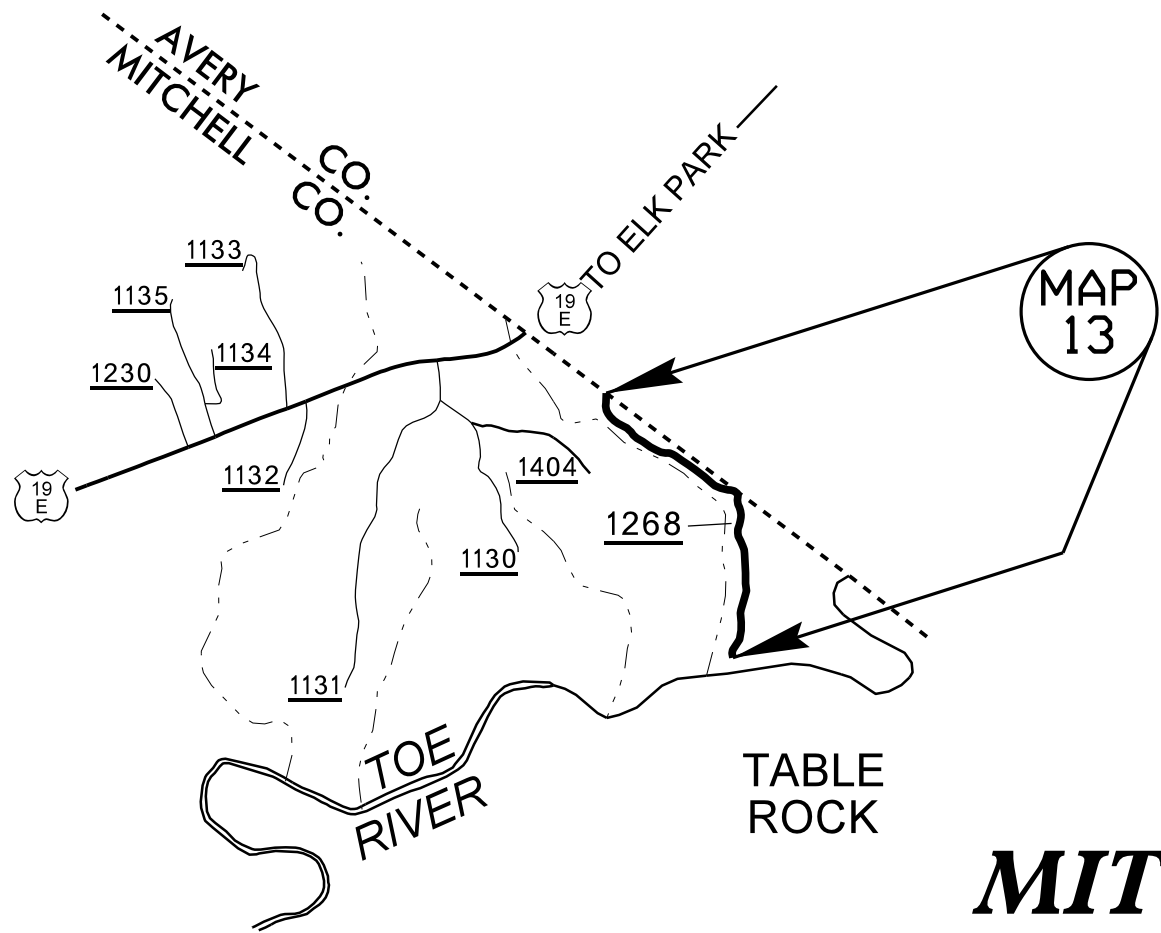 AVERY
MITCHELL
CO.
CO.
TO ELK PARK
19
E
MAP
13
1133
1135
1134
1230
1132
19
E
1404
1268
1130
1131
TOE
RIVER
TABLE
ROCK
MIT